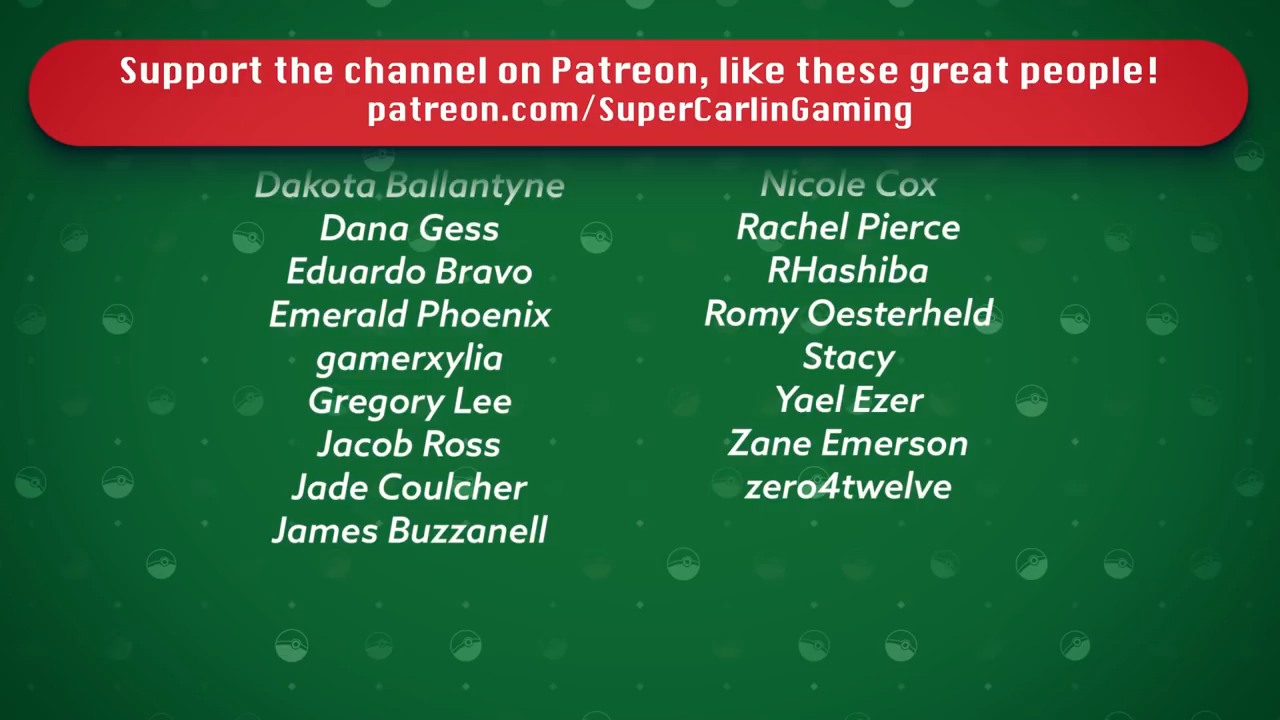 Support the channel on Patreon, like these great people!
patreon.com/SuperCarlinGaming
Dakota Ballantyne
Dana Gess
Eduardo Bravo
Emerald Phoenix
gamerxylia
Gregory Lee
Jacob Ross
Jade Coulcher
James Buzzanell
Nicole Cox
Rachel Pierce
RHashiba
Romy Oesterheld
Stacy
Yael Ezer
Zane Emerson
zero4twelve